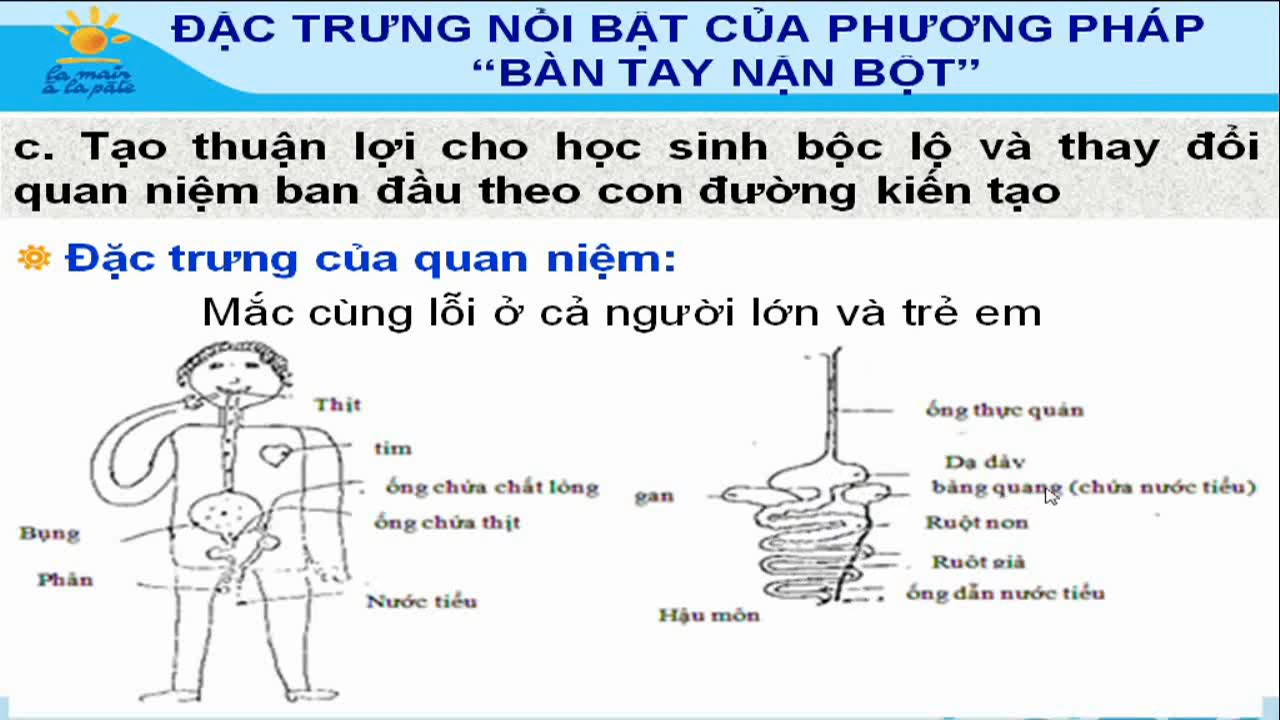 la main
à la pâte
ĐẶC TRƯNG NỔI BẬT CỦA PHƯƠNG PHÁP
“BÀN TAY NẶN BỘT”
c. Tạo thuận lợi cho học sinh bộc lộ và thay đổi
quan niệm ban đầu theo con đường kiến tạo
Đặc trưng của quan niệm:
Mắc cùng lỗi ở cả người lớn và trẻ em
Thịt
tim
ống chứa chất lỏng
ống chứa thịt
Bụng
Phân
Nước tiểu
ống thực quản
Dạ dày
gan
bàng quang (chứa nước tiểu)
Ruột non
Ruột già
ống dẫn nước tiểu
Hậu môn